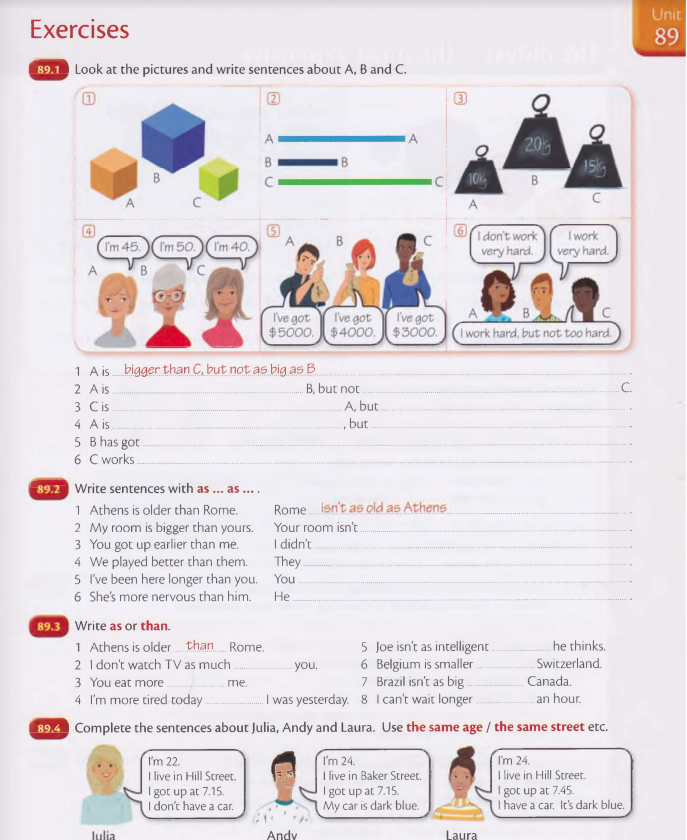 Exercises
Unit
89
89.1 Look at the pictures and write sentences about A, B and C.
1
A
B
C
2
A A
B B
C C
3
10kg
20kg
15kg
A
B
C
4
I'm 45. I'm 50. I'm 40.
A B C
5
A B C
I've got $5000.
I've got $4000.
I've got $3000.
6
I don't work very hard.
I work very hard.
A B C
I work hard, but not too hard.
1 A is bigger than C, but not as big as B .
2 A is B, but not C.
3 C is A, but .
4 A is , but .
5 B has got .
6 C works .
89.2 Write sentences with as ... as ... .
1 Athens is older than Rome. Rome isn't as old as Athens .
2 My room is bigger than yours. Your room isn't .
3 You got up earlier than me. I didn't .
4 We played better than them. They .
5 I've been here longer than you. You .
6 She's more nervous than him. He .
89.3 Write as or than.
1 Athens is older than Rome.
2 I don't watch TV as much you.
3 You eat more me.
4 I'm more tired today I was yesterday.
5 Joe isn't as intelligent he thinks.
6 Belgium is smaller Switzerland.
7 Brazil isn't as big Canada.
8 I can't wait longer an hour.
89.4 Complete the sentences about Julia, Andy and Laura. Use the same age / the same street etc.
I'm 22.
I live in Hill Street.
I got up at 7.15.
I don't have a car.
Julia
I'm 24.
I live in Baker Street.
I got up at 7.15.
My car is dark blue.
Andy
I'm 24.
I live in Hill Street.
I got up at 7.45.
I have a car. It's dark blue.
Laura